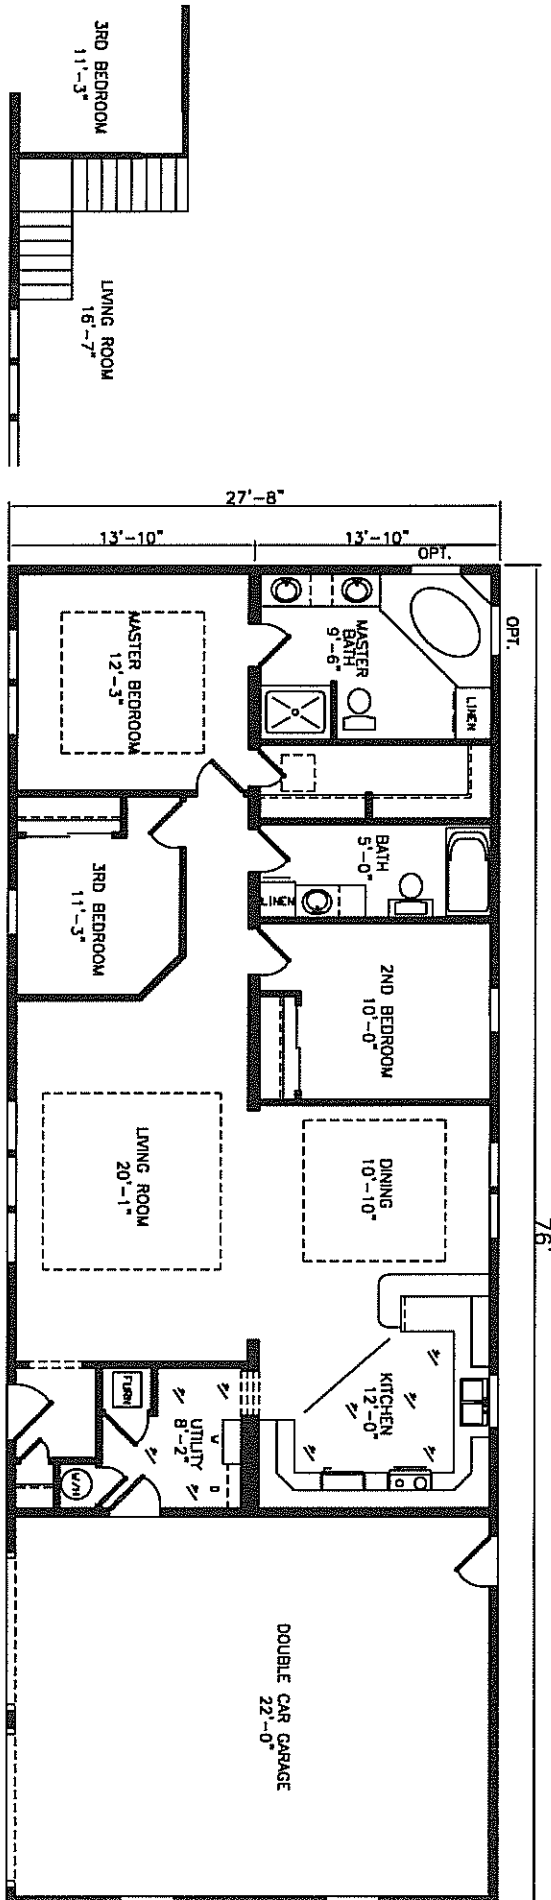 3RD BEDROOM
11'-3"
LIVING ROOM
16'-7"
27'-8"
13'-10"
13'-10"
OPT.
OPT.
MASTER BEDROOM
12'-3"
MASTER
BATH
9'-6"
LINEN
BATH
5'-0"
LINEN
3RD BEDROOM
11'-3"
2ND BEDROOM
10'-0"
LIVING ROOM
20'-1"
DINING
10'-10"
76'
KITCHEN
12'-0"
UTILITY
8'-2"
FURN
W/H
W
D
DOUBLE CAR GARAGE
22'-0"